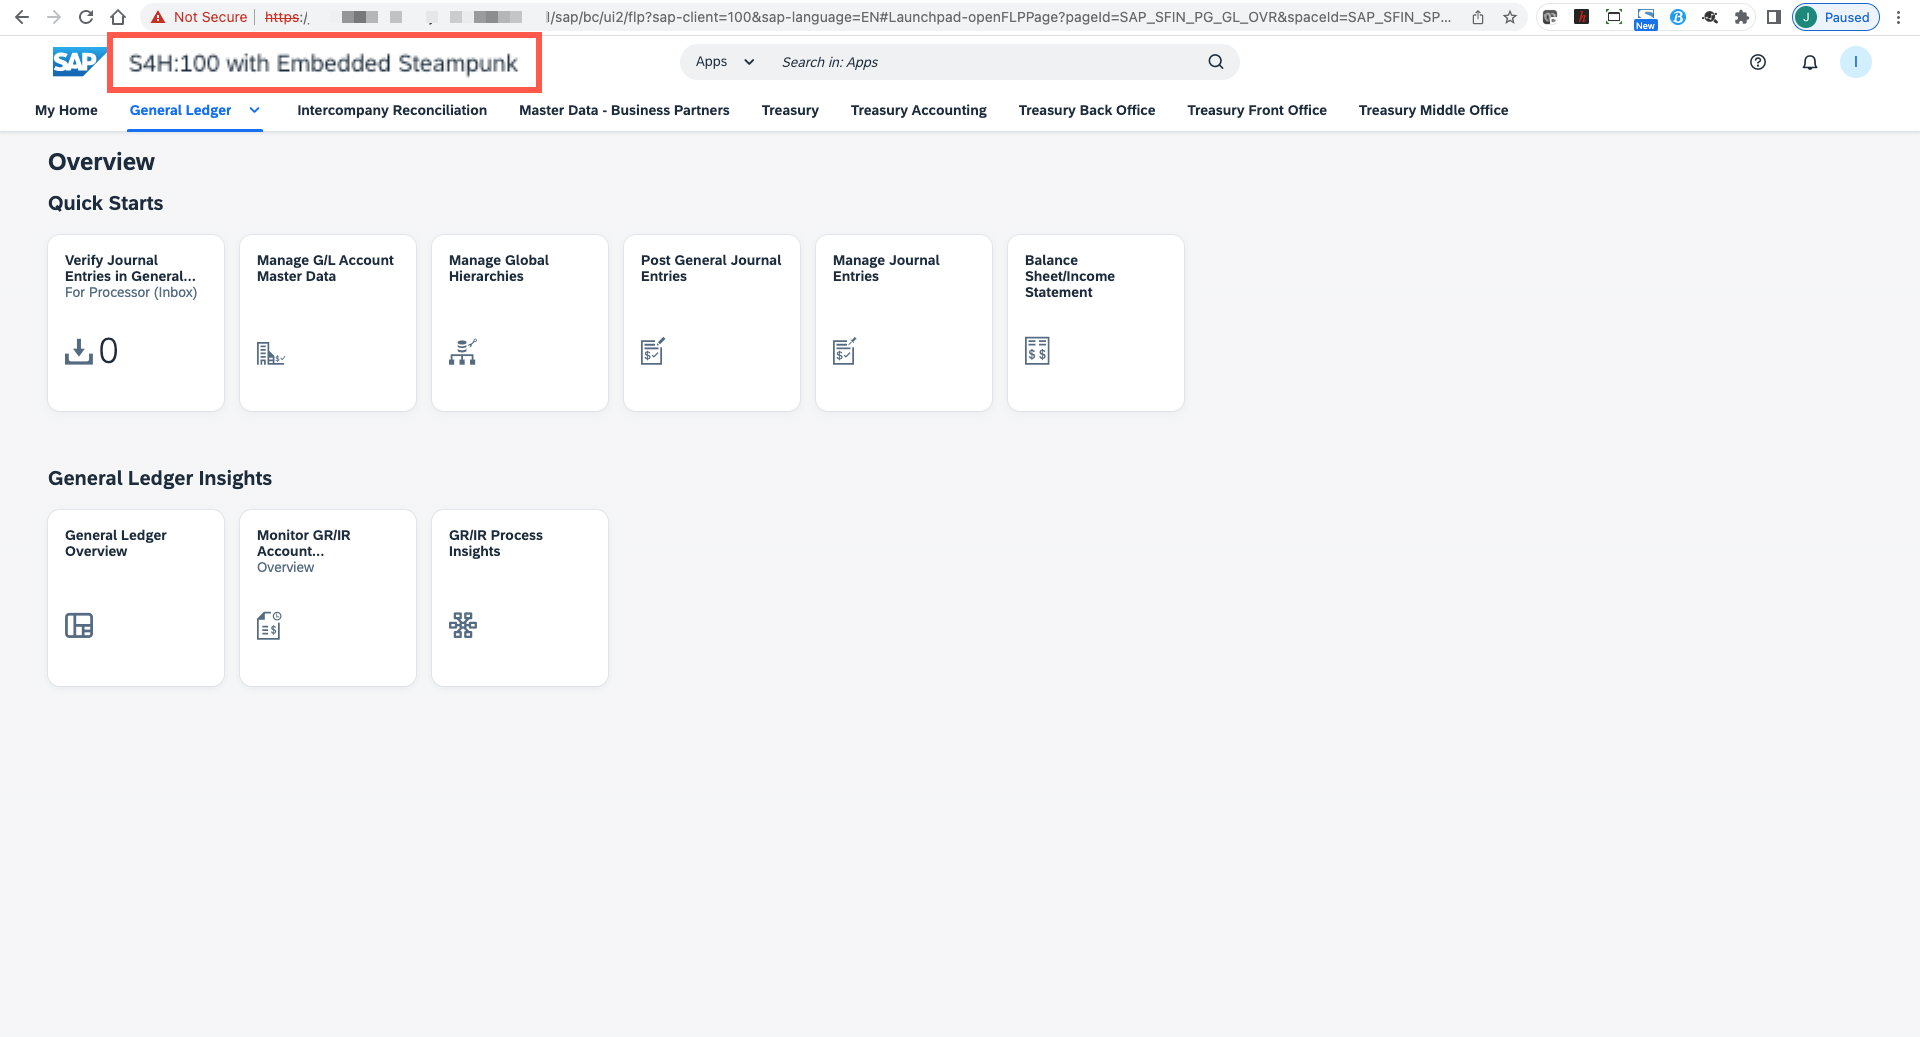 Not Secure
https:/
/sap/bc/ui2/flp?sap-client=100&sap-language=EN#Launchpad-openFLPPage?pageId=SAP_SFIN_PG_GL_OVR&spaceId=SAP_SFIN_SP...
New
J
Paused
SAP
S4H:100 with Embedded Steampunk
Apps
Search in: Apps
I
My Home
General Ledger
Intercompany Reconciliation
Master Data - Business Partners
Treasury
Treasury Accounting
Treasury Back Office
Treasury Front Office
Treasury Middle Office
Overview
Quick Starts
Verify Journal
Entries in General...
For Processor (Inbox)
0
Manage G/L Account
Master Data
Manage Global
Hierarchies
Post General Journal
Entries
Manage Journal
Entries
Balance
Sheet/Income
Statement
General Ledger Insights
General Ledger
Overview
Monitor GR/IR
Account...
Overview
GR/IR Process
Insights